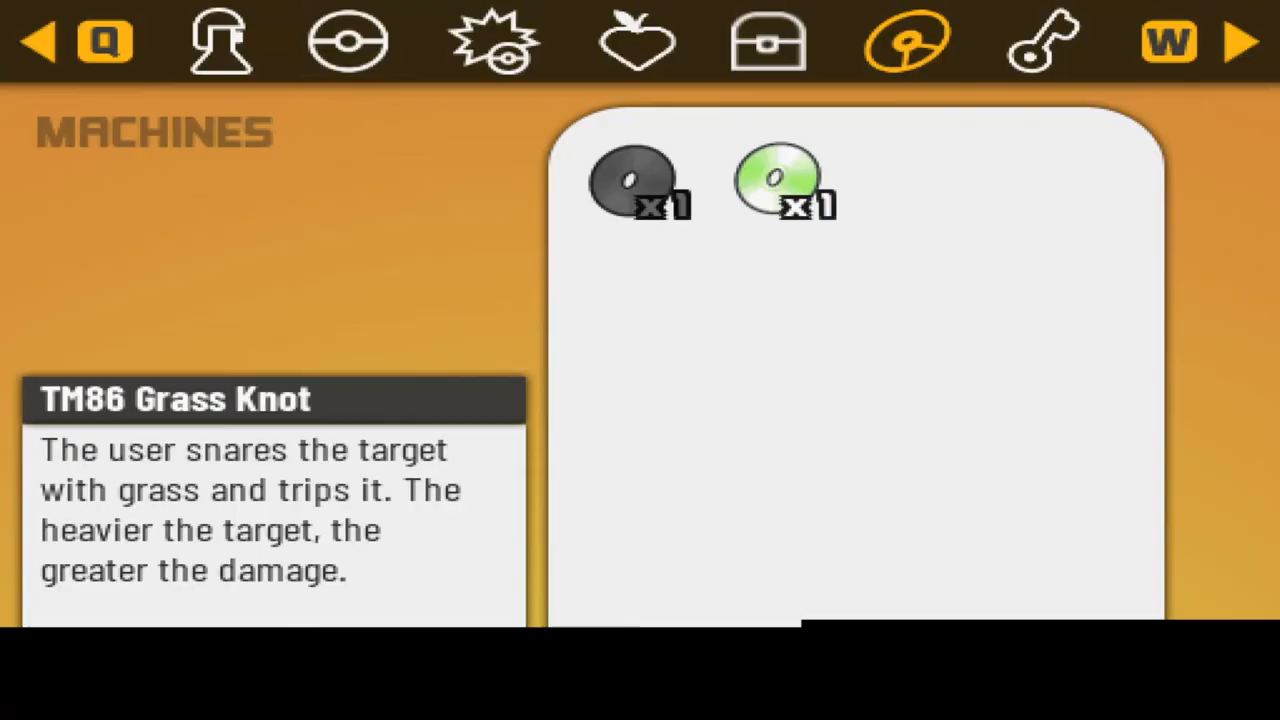 Q
W
MACHINES
x1
x1
TM86 Grass Knot
The user snares the target
with grass and trips it. The
heavier the target, the
greater the damage.